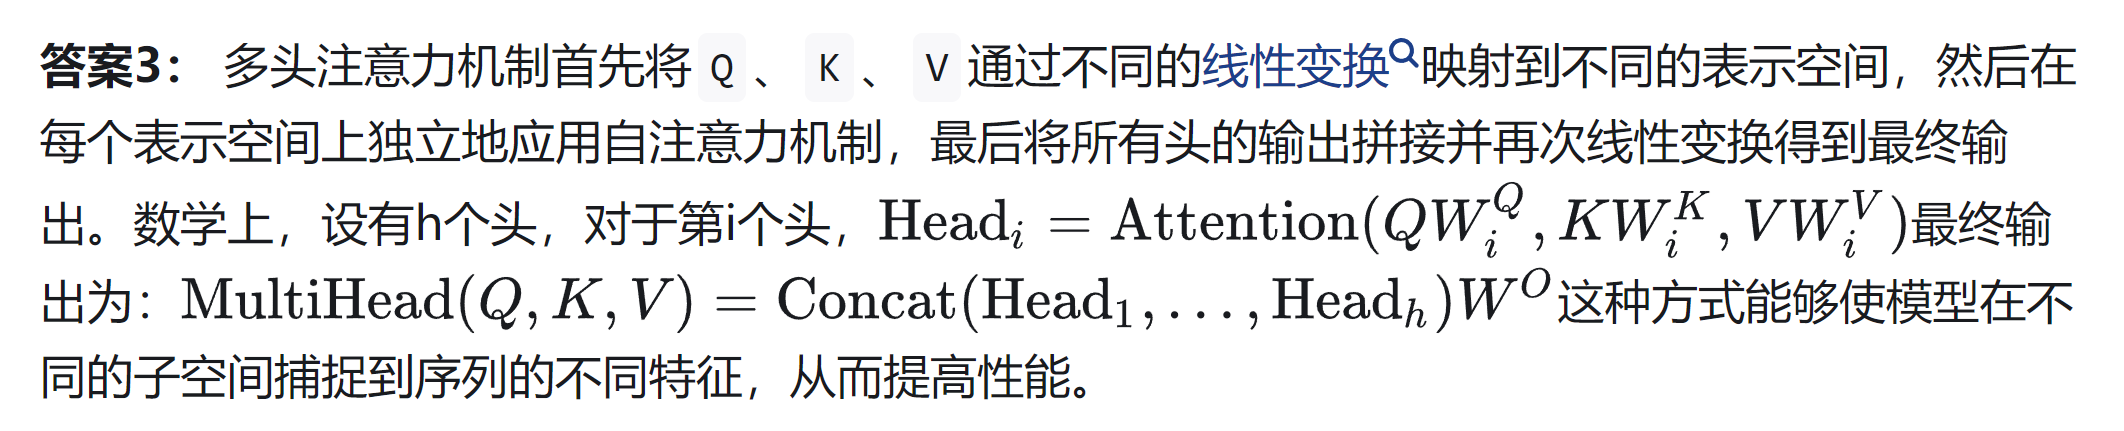 答案3： 多头注意力机制首先将 Q 、 K 、 V 通过不同的线性变换映射到不同的表示空间，然后在
每个表示空间上独立地应用自注意力机制，最后将所有头的输出拼接并再次线性变换得到最终输
出。数学上，设有h个头，对于第i个头，$\mathrm{Head}_i = \mathrm{Attention}(QW_i^Q, KW_i^K, VW_i^V)$最终输
出为：$\mathrm{MultiHead}(Q, K, V) = \mathrm{Concat}(\mathrm{Head}_1, \ldots, \mathrm{Head}_h)W^O$这种方式能够使模型在不
同的子空间捕捉到序列的不同特征，从而提高性能。